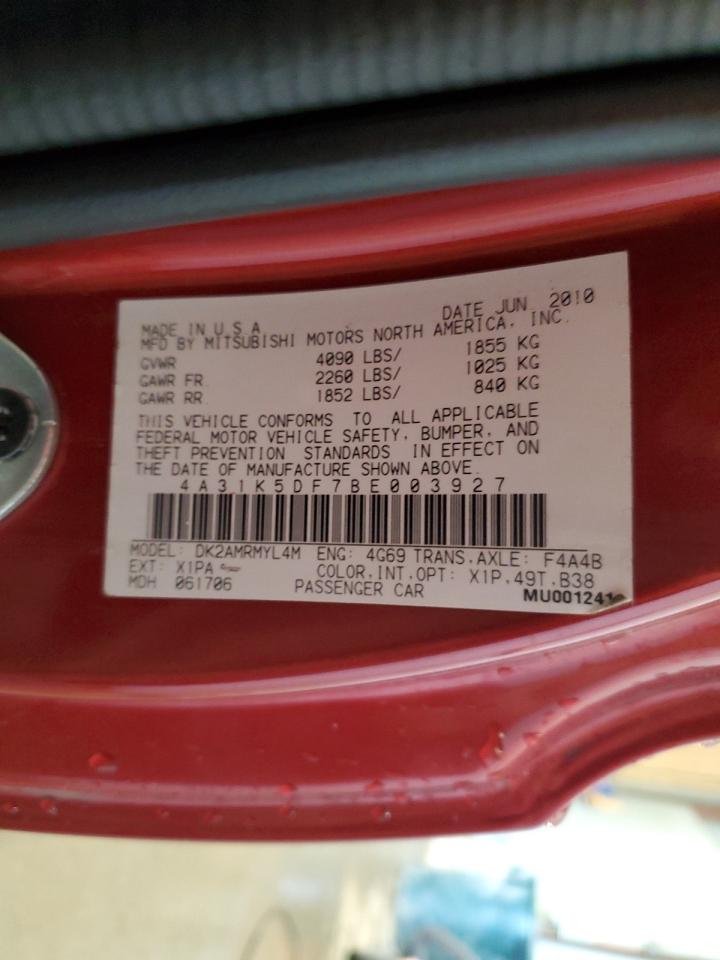 DATE JUN 2010
MADE IN U.S.A
MFD BY MITSUBISHI MOTORS NORTH AMERICA, INC.
GVWR 4090 LBS/ 1855 KG
GAWR FR. 2260 LBS/ 1025 KG
GAWR RR. 1852 LBS/ 840 KG
THIS VEHICLE CONFORMS TO ALL APPLICABLE
FEDERAL MOTOR VEHICLE SAFETY, BUMPER, AND
THEFT PREVENTION STANDARDS IN EFFECT ON
THE DATE OF MANUFACTURE SHOWN ABOVE.
4A31K5DF7BE003927
MODEL: DK2AMRMYL4M ENG: 4G69 TRANS.AXLE: F4A4B
EXT: X1PA COLOR.INT.OPT: X1P.49T.B38
MDH 061706 PASSENGER CAR